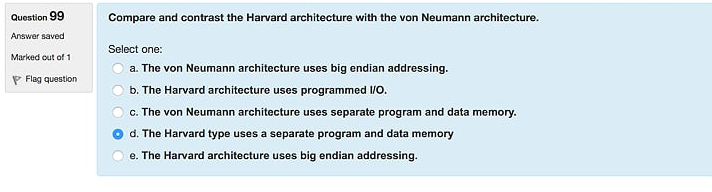 Question 99
Answer saved
Marked out of 1
Flag question
Compare and contrast the Harvard architecture with the von Neumann architecture.
Select one:
a. The von Neumann architecture uses big endian addressing.
b. The Harvard architecture uses programmed I/O.
c. The von Neumann architecture uses separate program and data memory.
d. The Harvard type uses a separate program and data memory
e. The Harvard architecture uses big endian addressing.